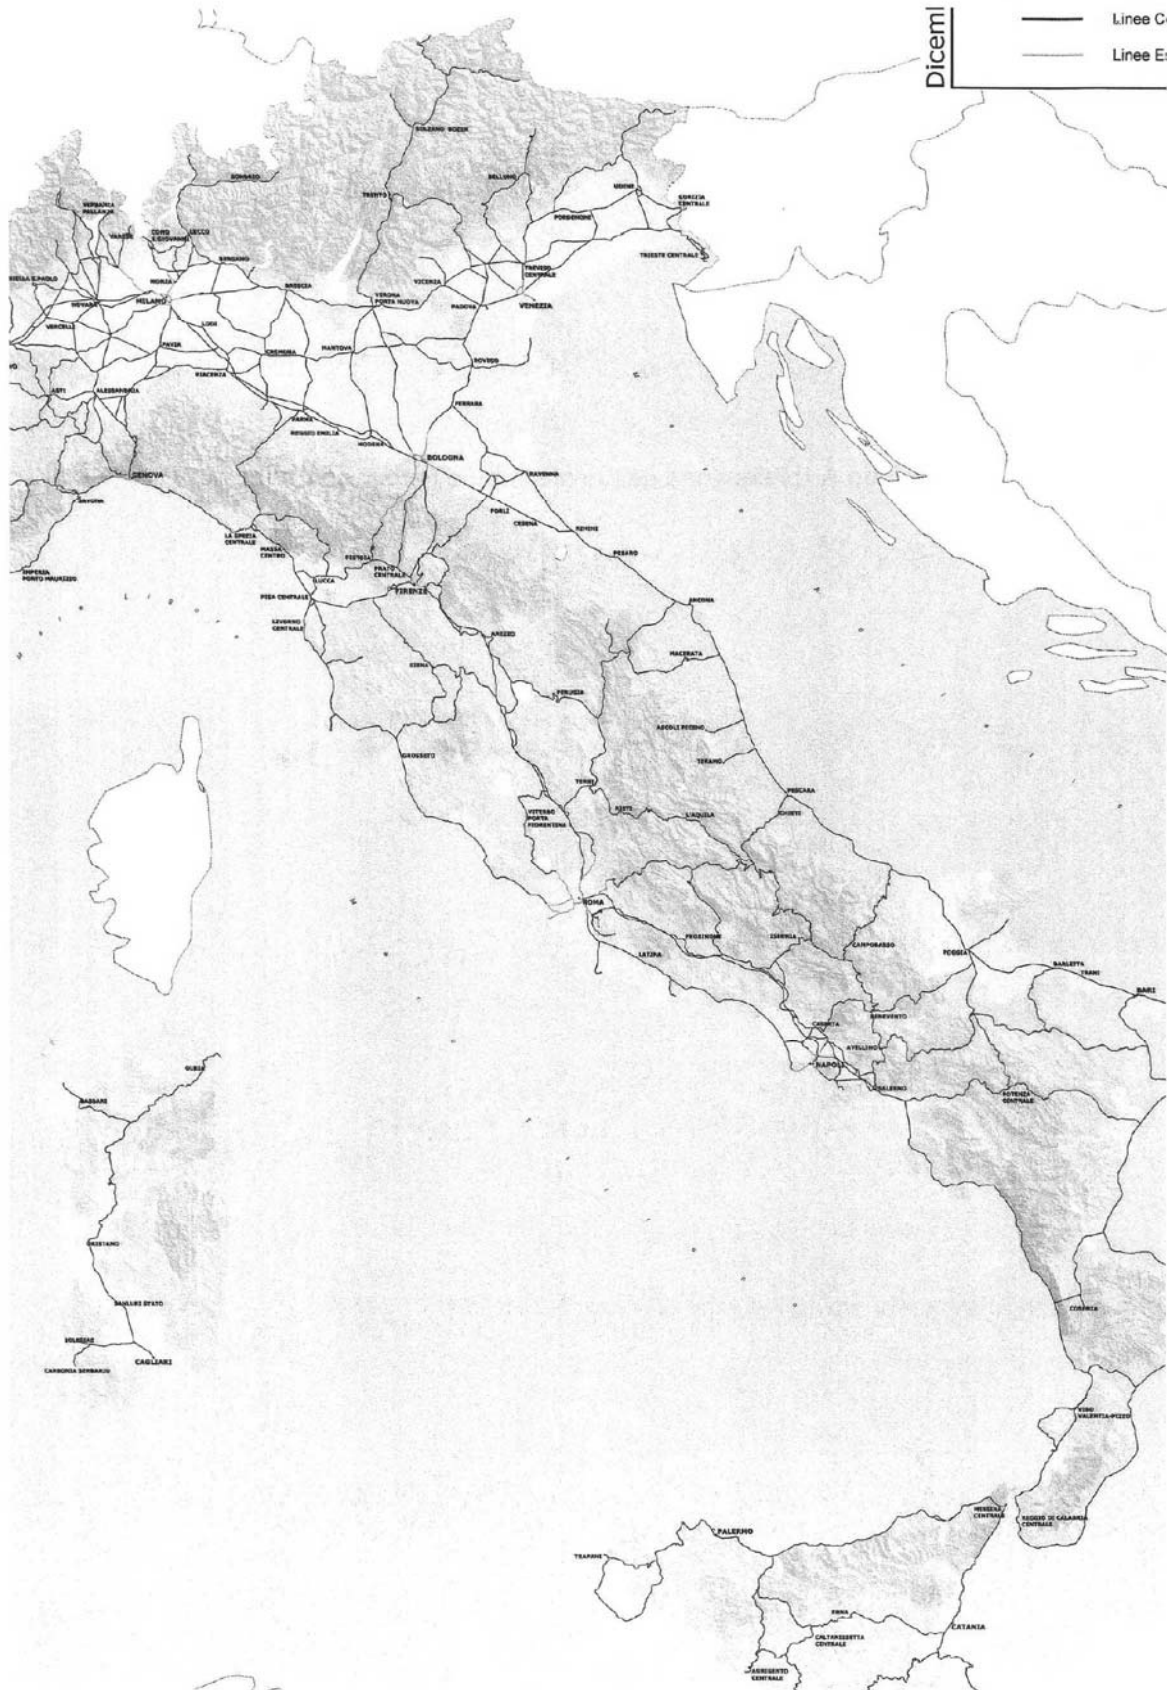 Linee C
Linee E
Diceml
BOLZANO BOZEN
SONDRIO
TRENTO
BELLUNO
UDINE
GORIZIA
CENTRALE
VERBANIA
PALLANZA
VARESE
COMO
S.GIOVANNI
LECCO
PORDENONE
BERGAMO
TRIESTE CENTRALE
BIELLA S.PAOLO
MONZA
BRESCIA
VERONA
PORTA NUOVA
VICENZA
TREVISO
CENTRALE
NOVARA
MILANO
PADOVA
VENEZIA
VERCELLI
LODI
PAVIA
CREMONA
MANTOVA
ROVIGO
PIACENZA
ASTI
ALESSANDRIA
FERRARA
PARMA
REGGIO EMILIA
MODENA
BOLOGNA
GENOVA
RAVENNA
SAVONA
FORLI
CESENA
RIMINI
LA SPEZIA
CENTRALE
MASSA
CENTRO
PISTOIA
PRATO
CENTRALE
PESARO
IMPERIA
PORTO MAURIZIO
LUCCA
FIRENZE
PISA CENTRALE
ANCONA
LIVORNO
CENTRALE
AREZZO
MACERATA
SIENA
PERUGIA
ASCOLI PICENO
GROSSETO
TERAMO
TERNI
PESCARA
VITERBO
PORTA
FIORENTINA
RIETI
L'AQUILA
CHIETI
ROMA
FROSINONE
ISERNIA
CAMPOBASSO
FOGGIA
LATINA
BARLETTA
TRANI
BARI
CASERTA
BENEVENTO
AVELLINO
NAPOLI
OLBIA
SALERNO
POTENZA
CENTRALE
SASSARI
ORISTANO
SANLURI STATO
COSENZA
IGLESIAS
CARBONIA SERBARIU
CAGLIARI
VIBO
VALENTIA-PIZZO
MESSINA
CENTRALE
REGGIO DI CALABRIA
CENTRALE
PALERMO
TRAPANI
ENNA
CATANIA
CALTANISSETTA
CENTRALE
AGRIGENTO
CENTRALE